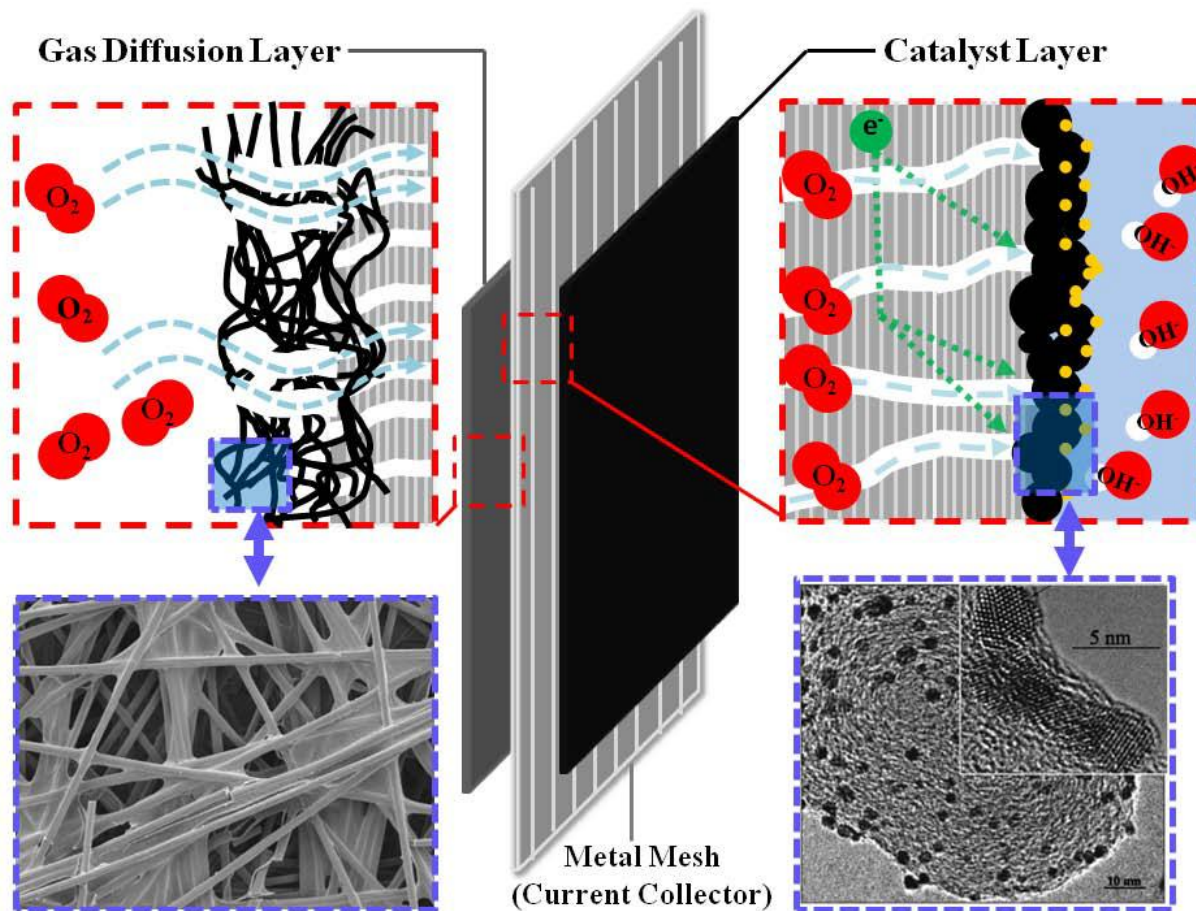 Gas Diffusion Layer
Catalyst Layer
O2
O2
O2
O2
e-
O2
O2
O2
O2
OH-
OH-
OH-
OH-
OH-
5 nm
10 nm
Metal Mesh
(Current Collector)